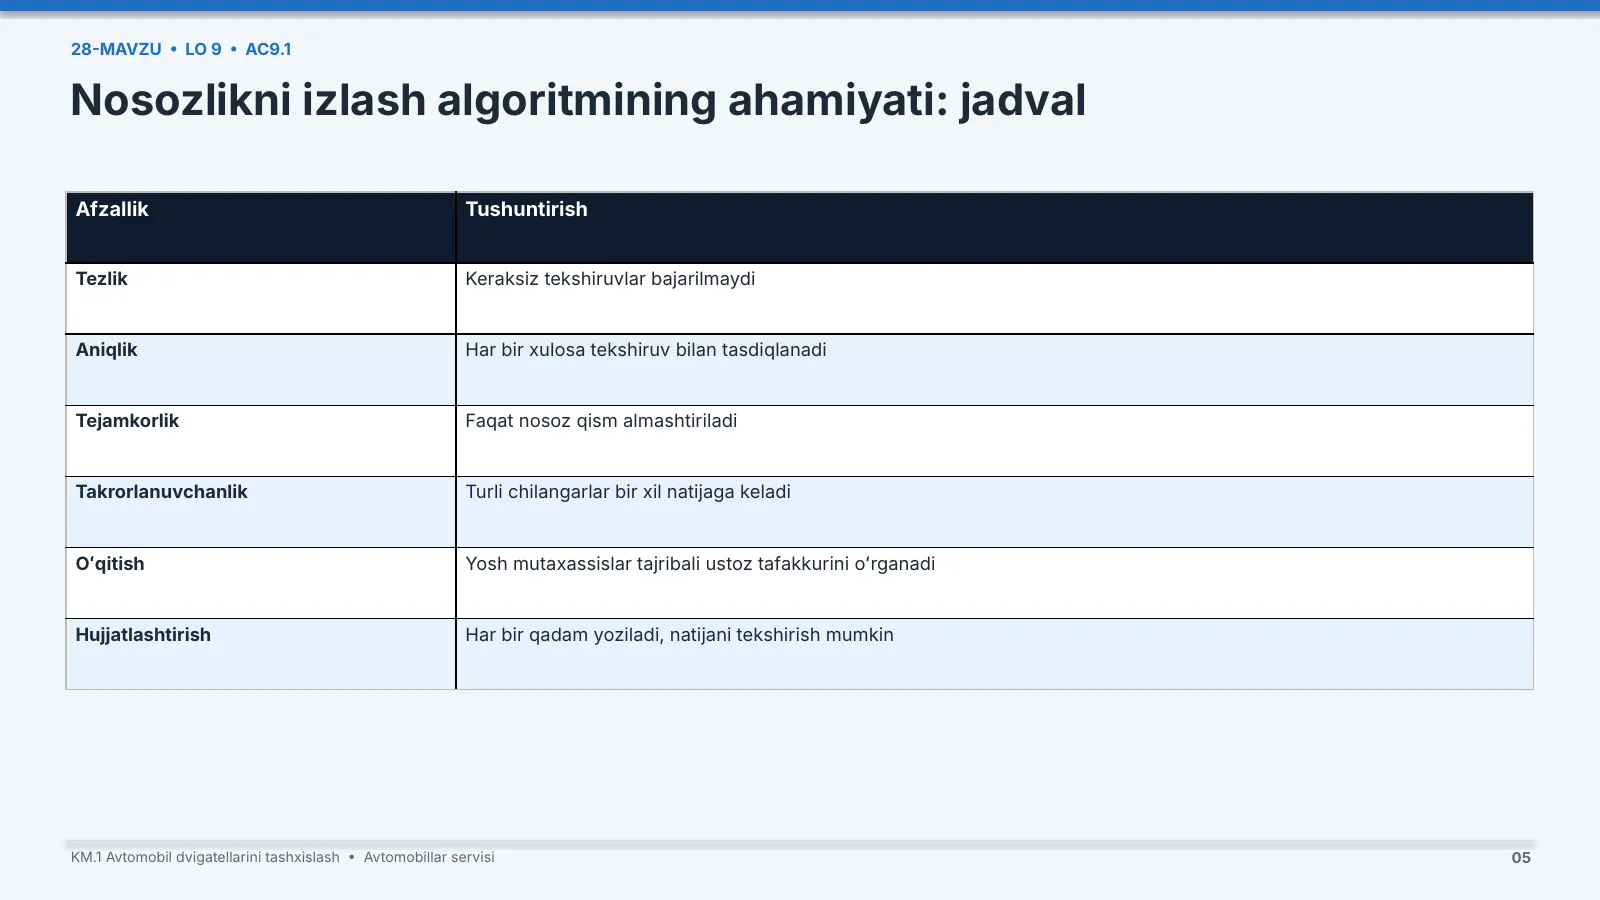 28-MAVZU • LO 9 • AC9.1
Nosozlikni izlash algoritmining ahamiyati: jadval
Afzallik Tushuntirish
Tezlik Keraksiz tekshiruvlar bajarilmaydi
Aniqlik Har bir xulosa tekshiruv bilan tasdiqlanadi
Tejamkorlik Faqat nosoz qism almashtiriladi
Takrorlanuvchanlik Turli chilangarlar bir xil natijaga keladi
Oʻqitish Yosh mutaxassislar tajribali ustoz tafakkurini oʻrganadi
Hujjatlashtirish Har bir qadam yoziladi, natijani tekshirish mumkin
KM.1 Avtomobil dvigatellarini tashxislash • Avtomobillar servisi 05